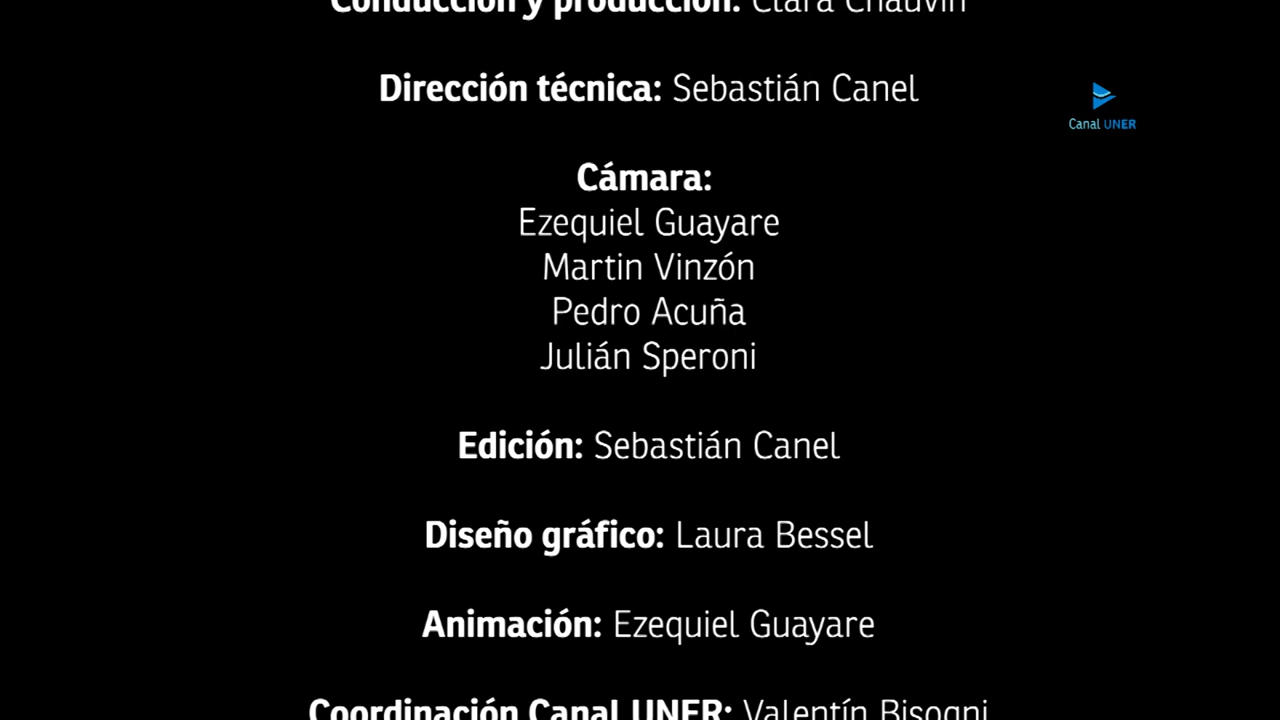 Conducción y producción: Clara Chauvin
Dirección técnica: Sebastián Canel
Canal UNER
Cámara:
Ezequiel Guayare
Martin Vinzón
Pedro Acuña
Julián Speroni
Edición: Sebastián Canel
Diseño gráfico: Laura Bessel
Animación: Ezequiel Guayare
Coordinación Canal UNER: Valentín Bisogni